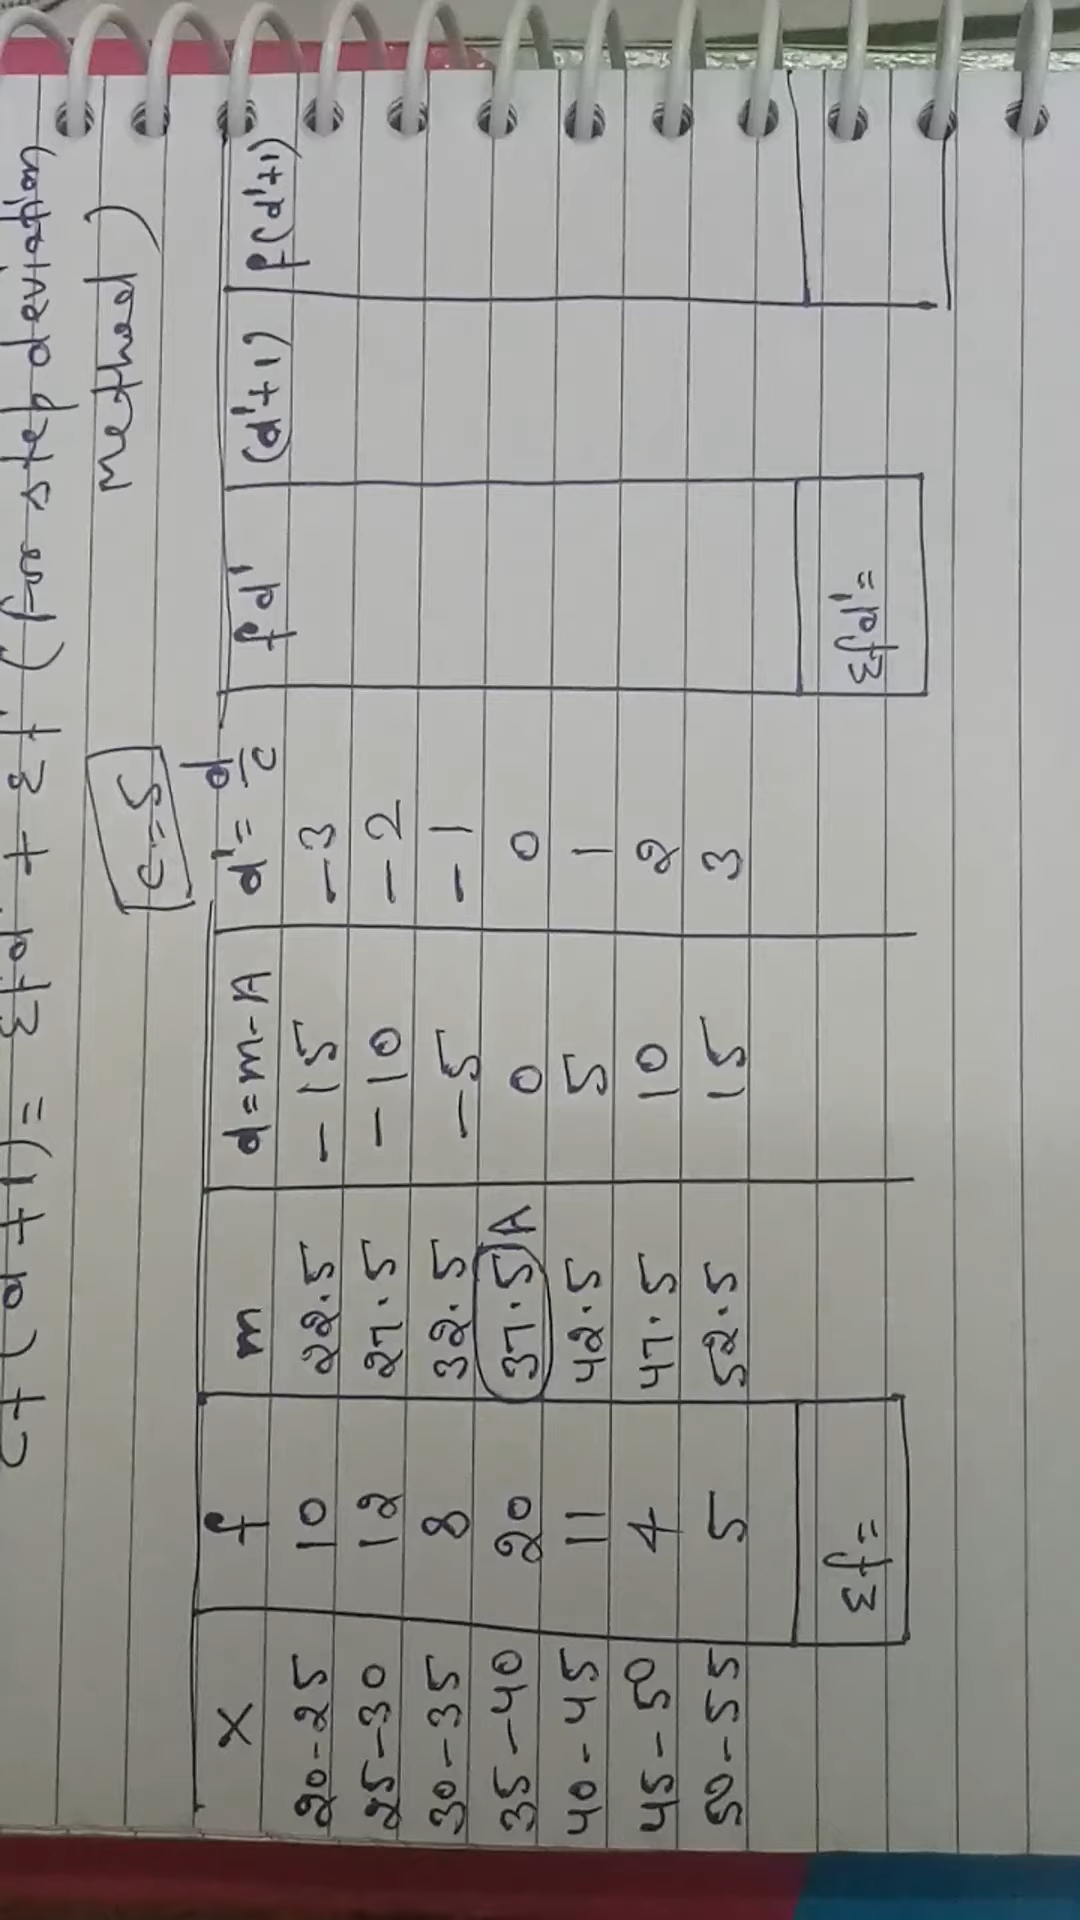 Σf(d'+1) = Σfd' + Σf (for step deviation
method)
c=5
X f m d=m-A d'=d/c fd' (d'+1) f(d'+1)
20-25 10 22.5 -15 -3
25-30 12 27.5 -10 -2
30-35 8 32.5 -5 -1
35-40 20 37.5 A 0 0
40-45 11 42.5 5 1
45-50 4 47.5 10 2
50-55 5 52.5 15 3
Σf= Σfd'=